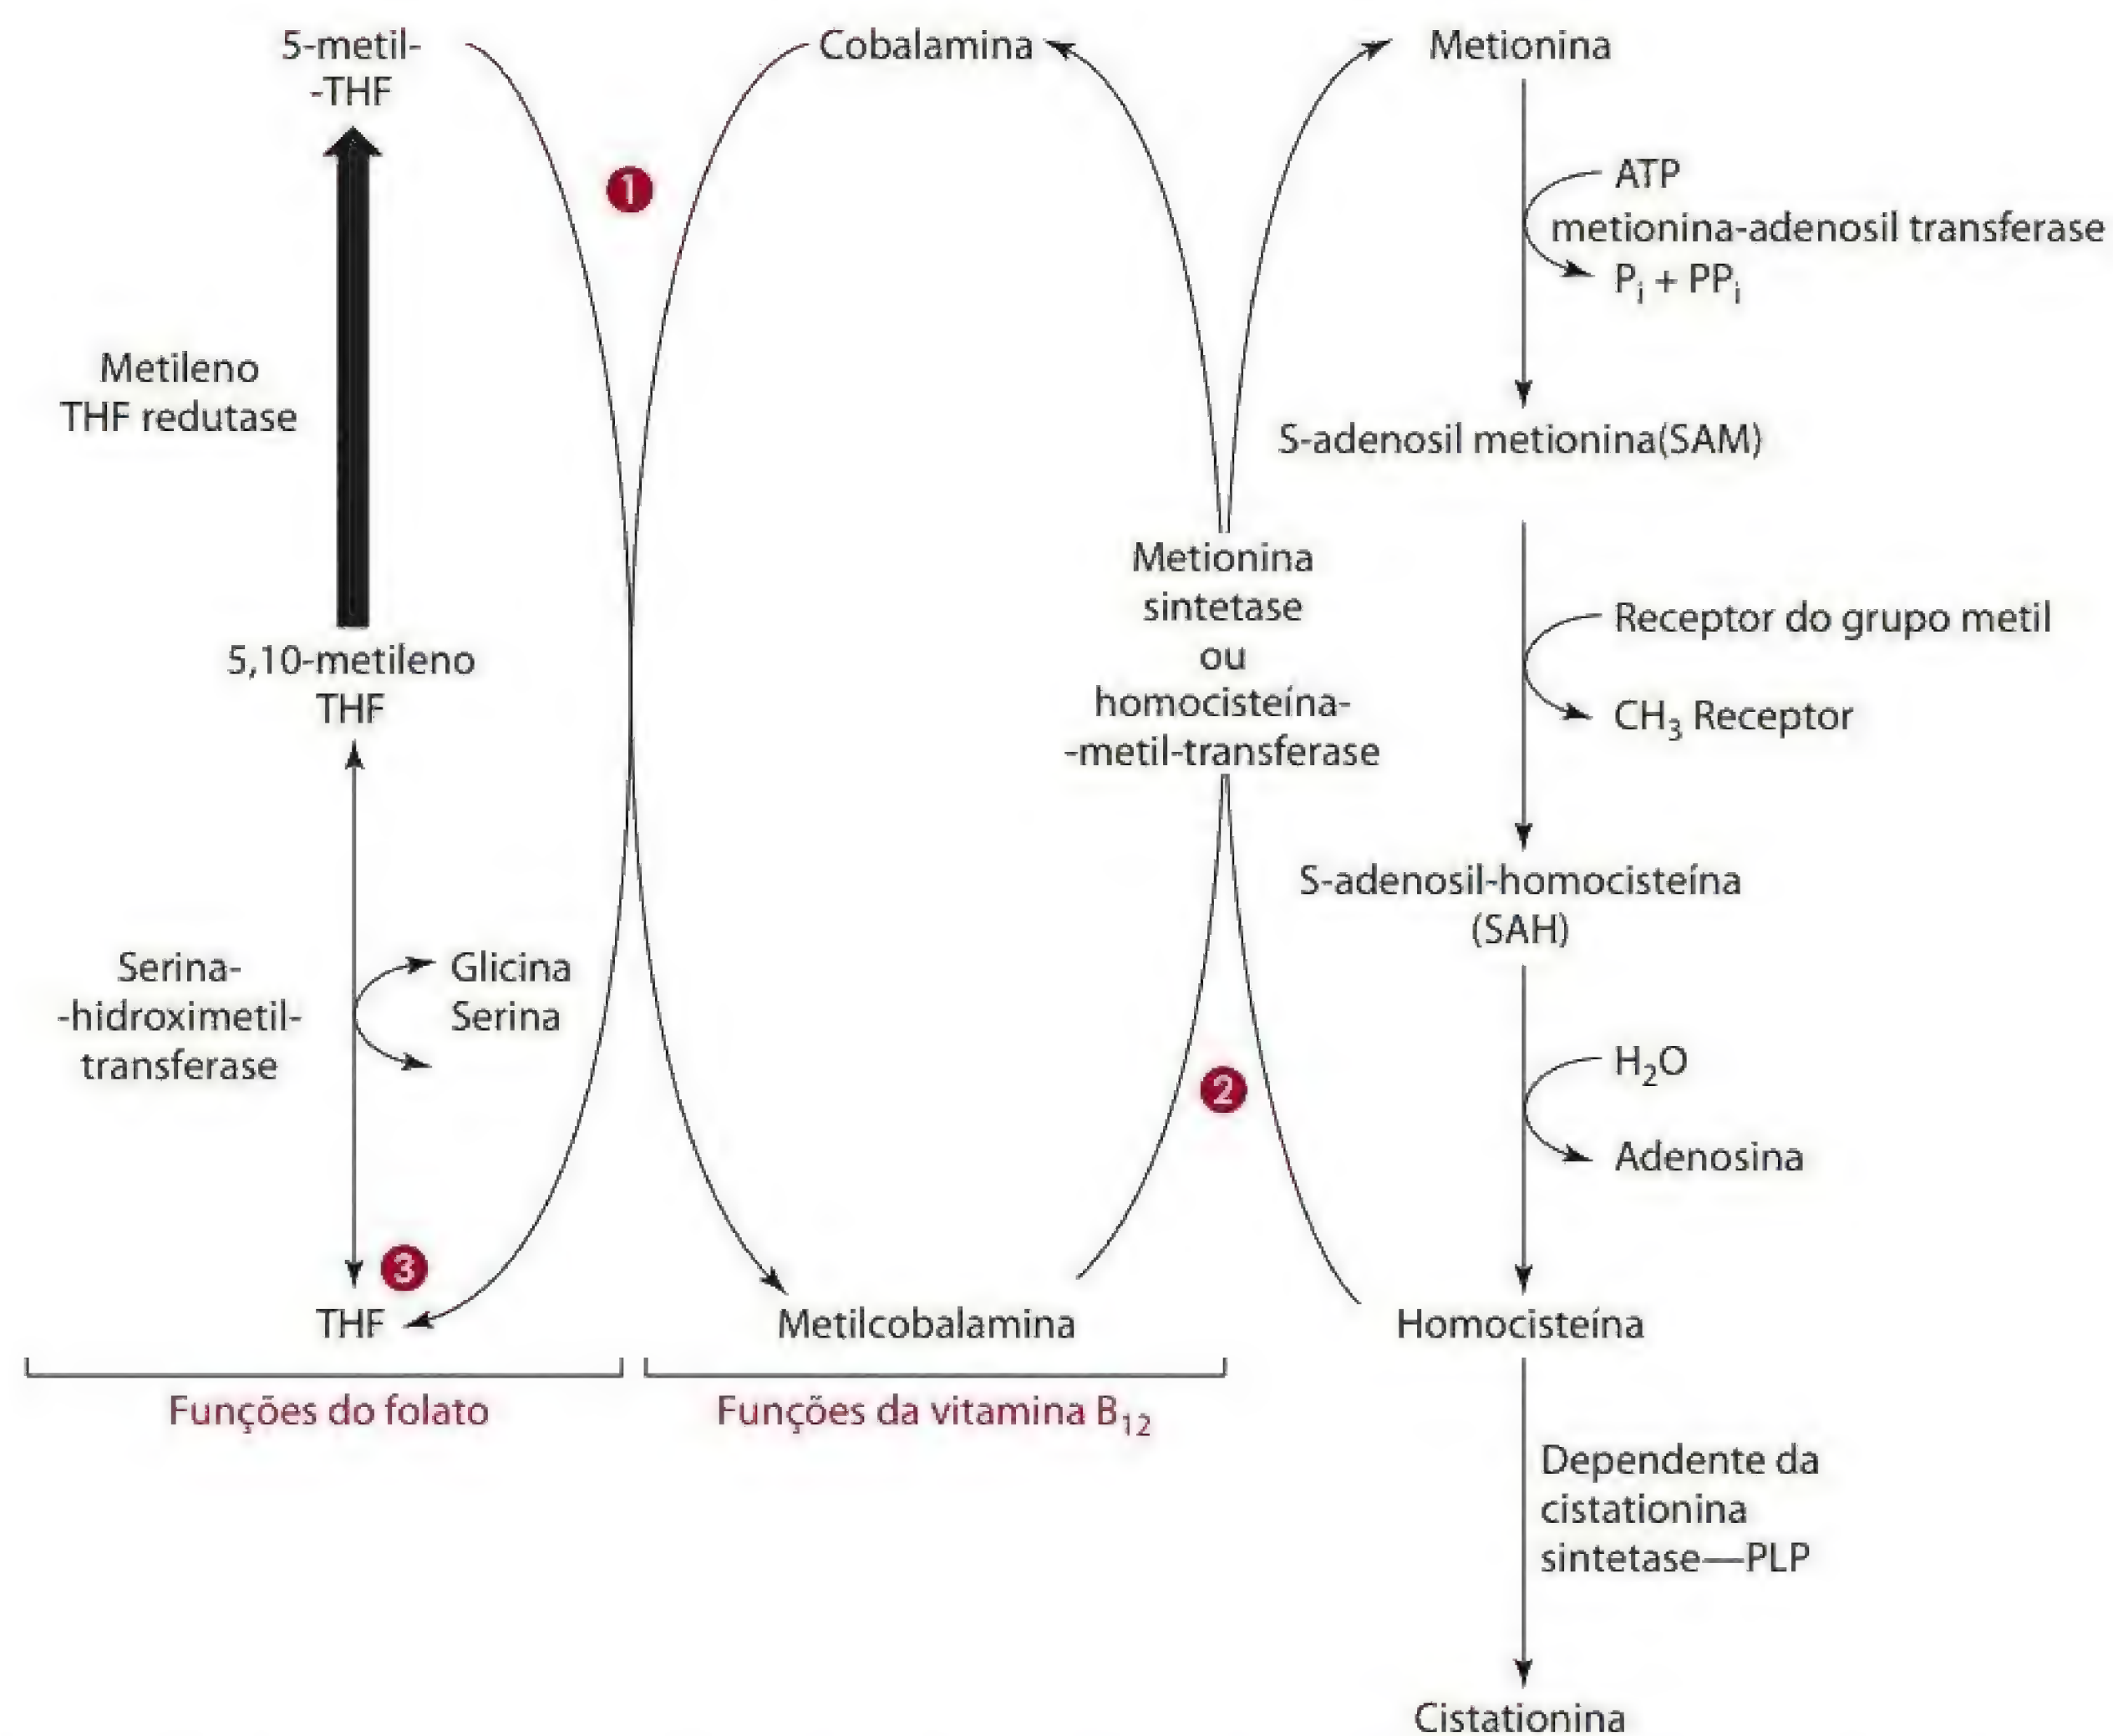 5-metil-
-THF
Cobalamina
Metionina
1
ATP
metionina-adenosil transferase
Pi + PPi
Metileno
THF redutase
S-adenosil metionina(SAM)
Metionina
sintetase
ou
homocisteína-
-metil-transferase
Receptor do grupo metil
CH3 Receptor
5,10-metileno
THF
S-adenosil-homocisteína
(SAH)
Serina-
-hidroximetil-
transferase
Glicina
Serina
2
H2O
Adenosina
3
THF
Metilcobalamina
Homocisteína
Funções do folato
Funções da vitamina B12
Dependente da
cistationina
sintetase—PLP
Cistationina